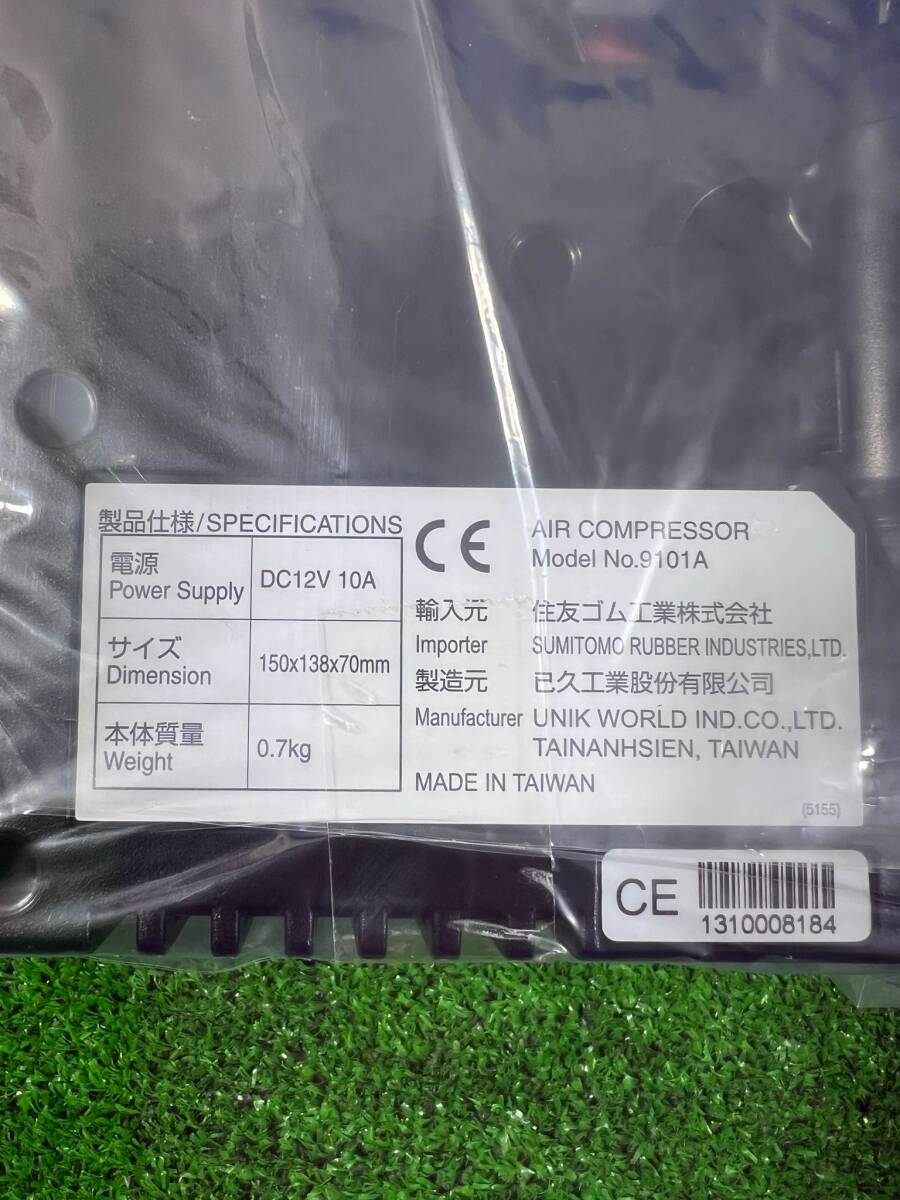 製品仕様/SPECIFICATIONS
電源
Power Supply
DC12V 10A
サイズ
Dimension
150x138x70mm
本体質量
Weight
0.7kg
CE
AIR COMPRESSOR
Model No.9101A
輸入元 住友ゴム工業株式会社
Importer SUMITOMO RUBBER INDUSTRIES,LTD.
製造元 己久工業股份有限公司
Manufacturer UNIK WORLD IND.CO.,LTD.
TAINANHSIEN, TAIWAN
MADE IN TAIWAN
(5155)
CE
1310008184